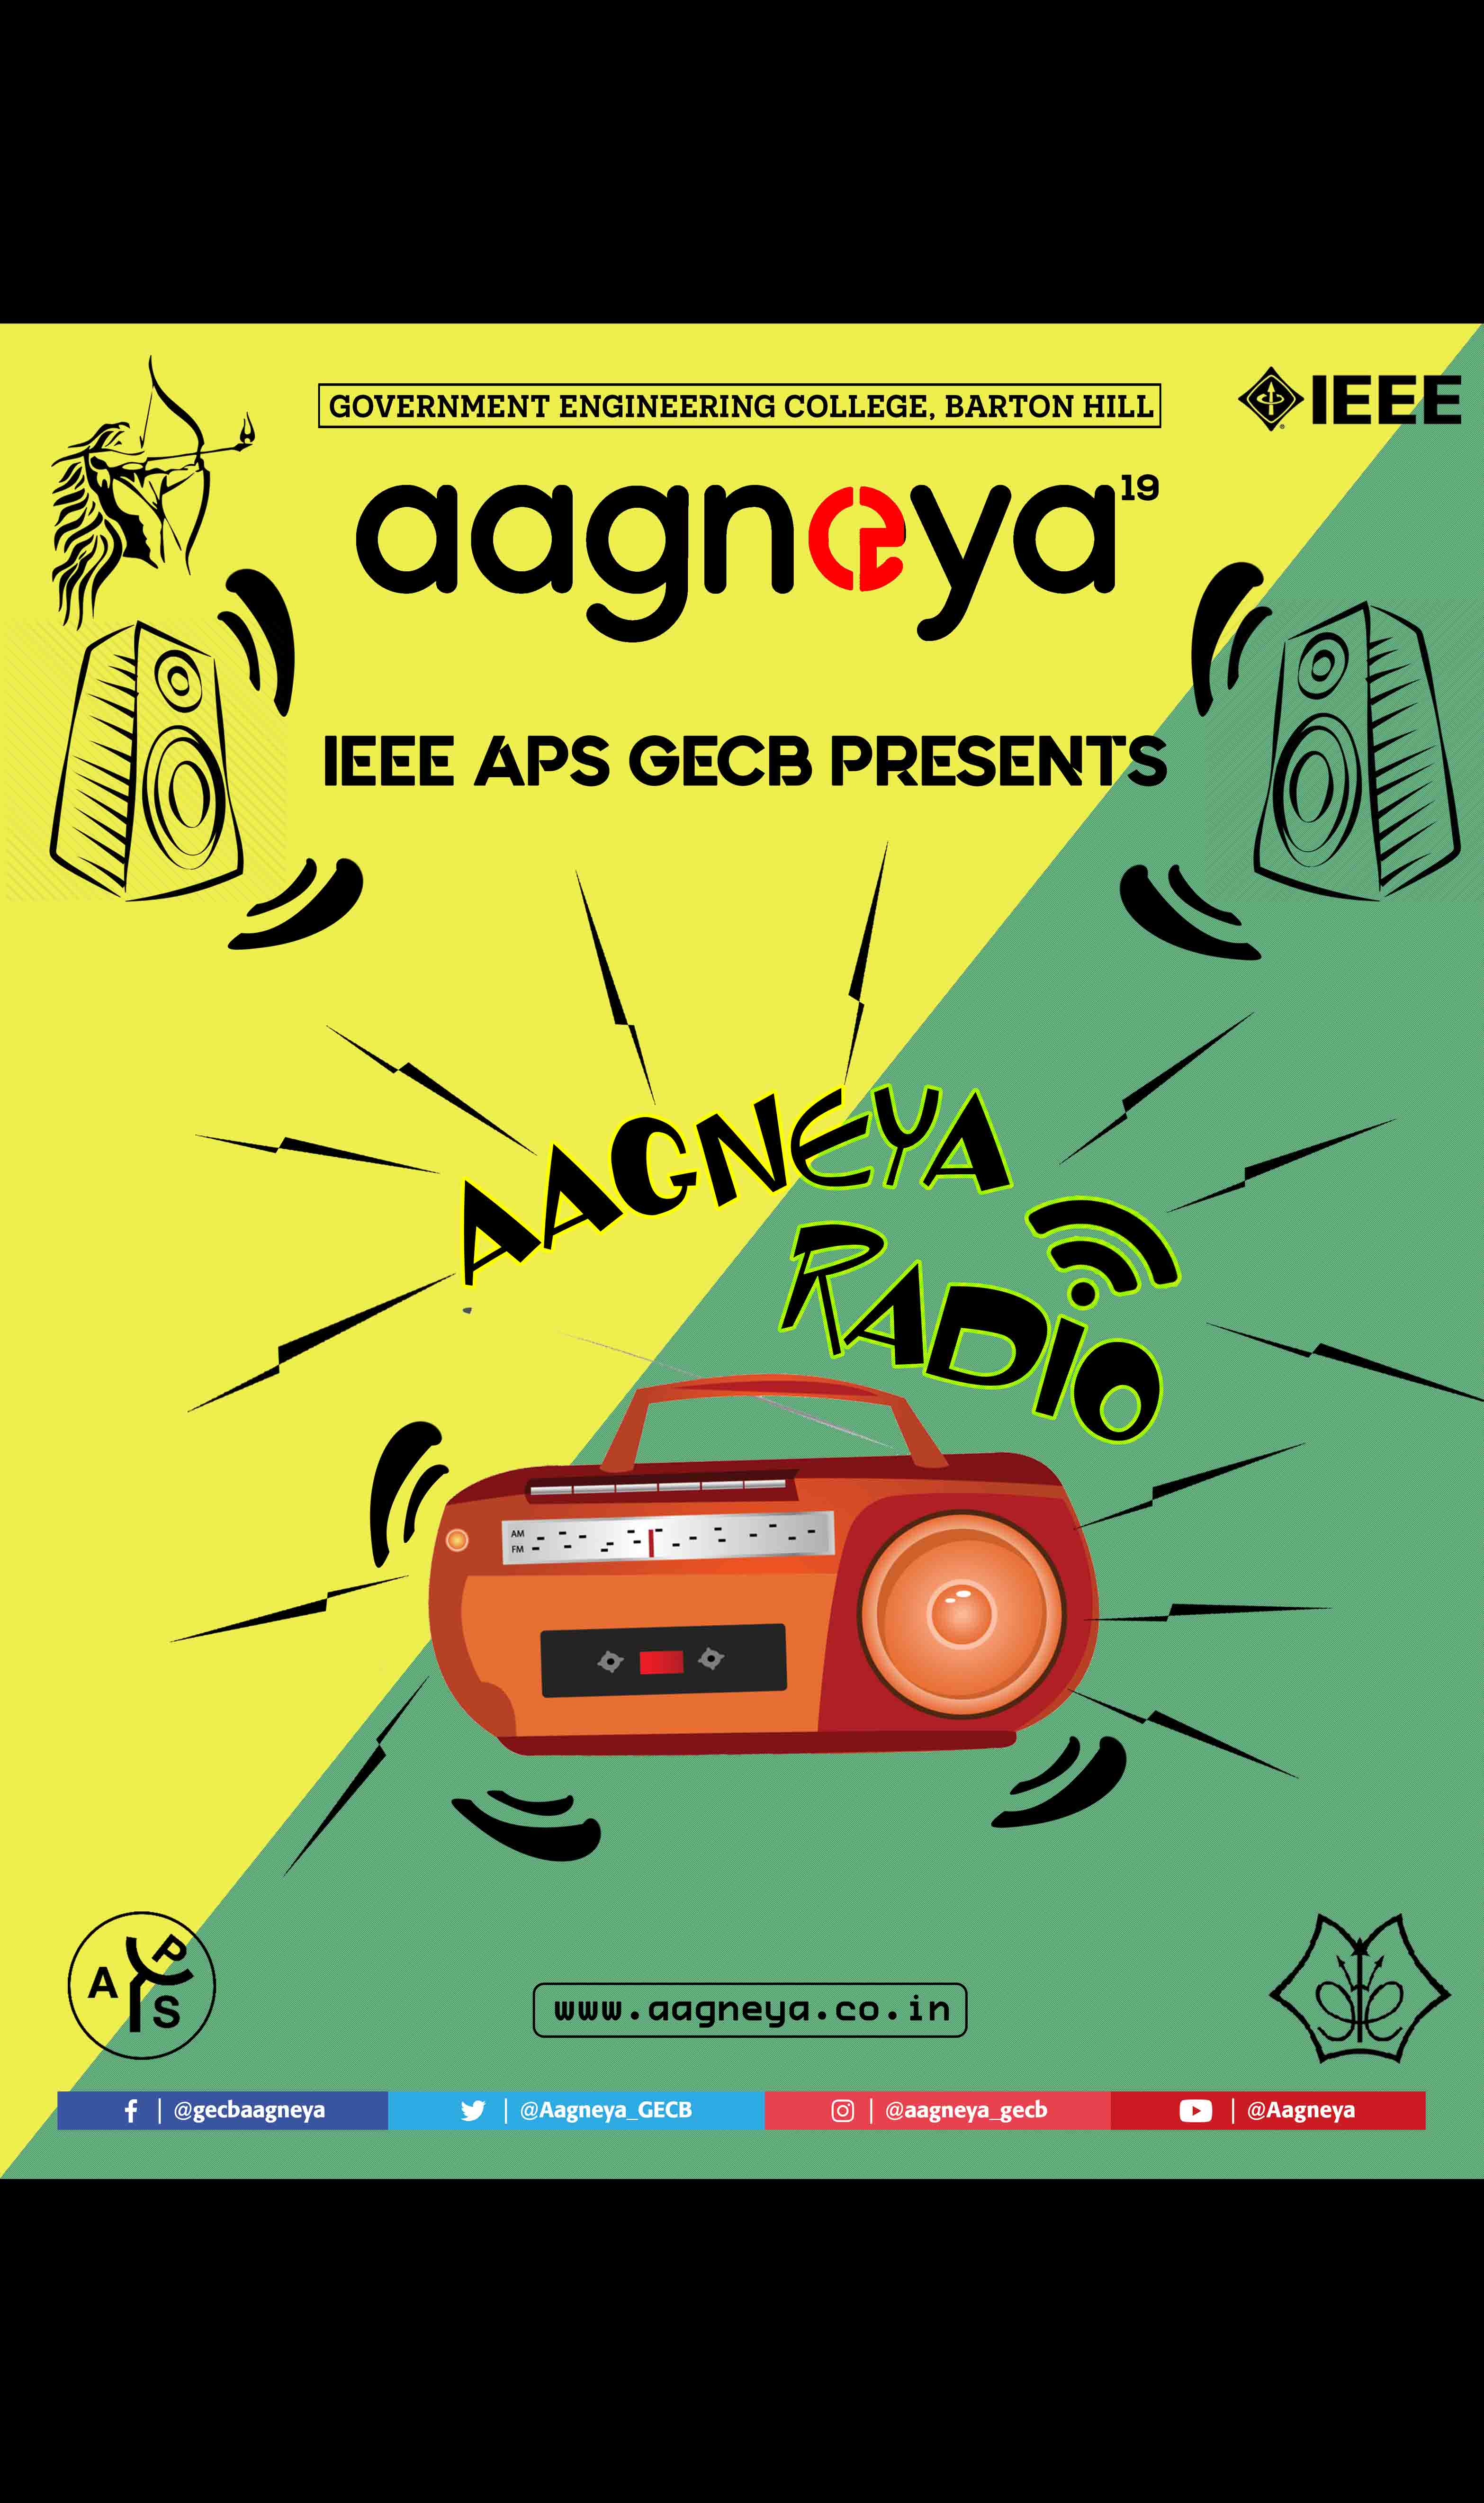 GOVERNMENT ENGINEERING COLLEGE, BARTON HILL
IEEE
aagneya19
IEEE APS GECB PRESENTS
AAGNEYA
RADIO
AM
FM
A P S
www.aagneya.co.in
@gecbaagneya
@Aagneya_GECB
@aagneya_gecb
@Aagneya